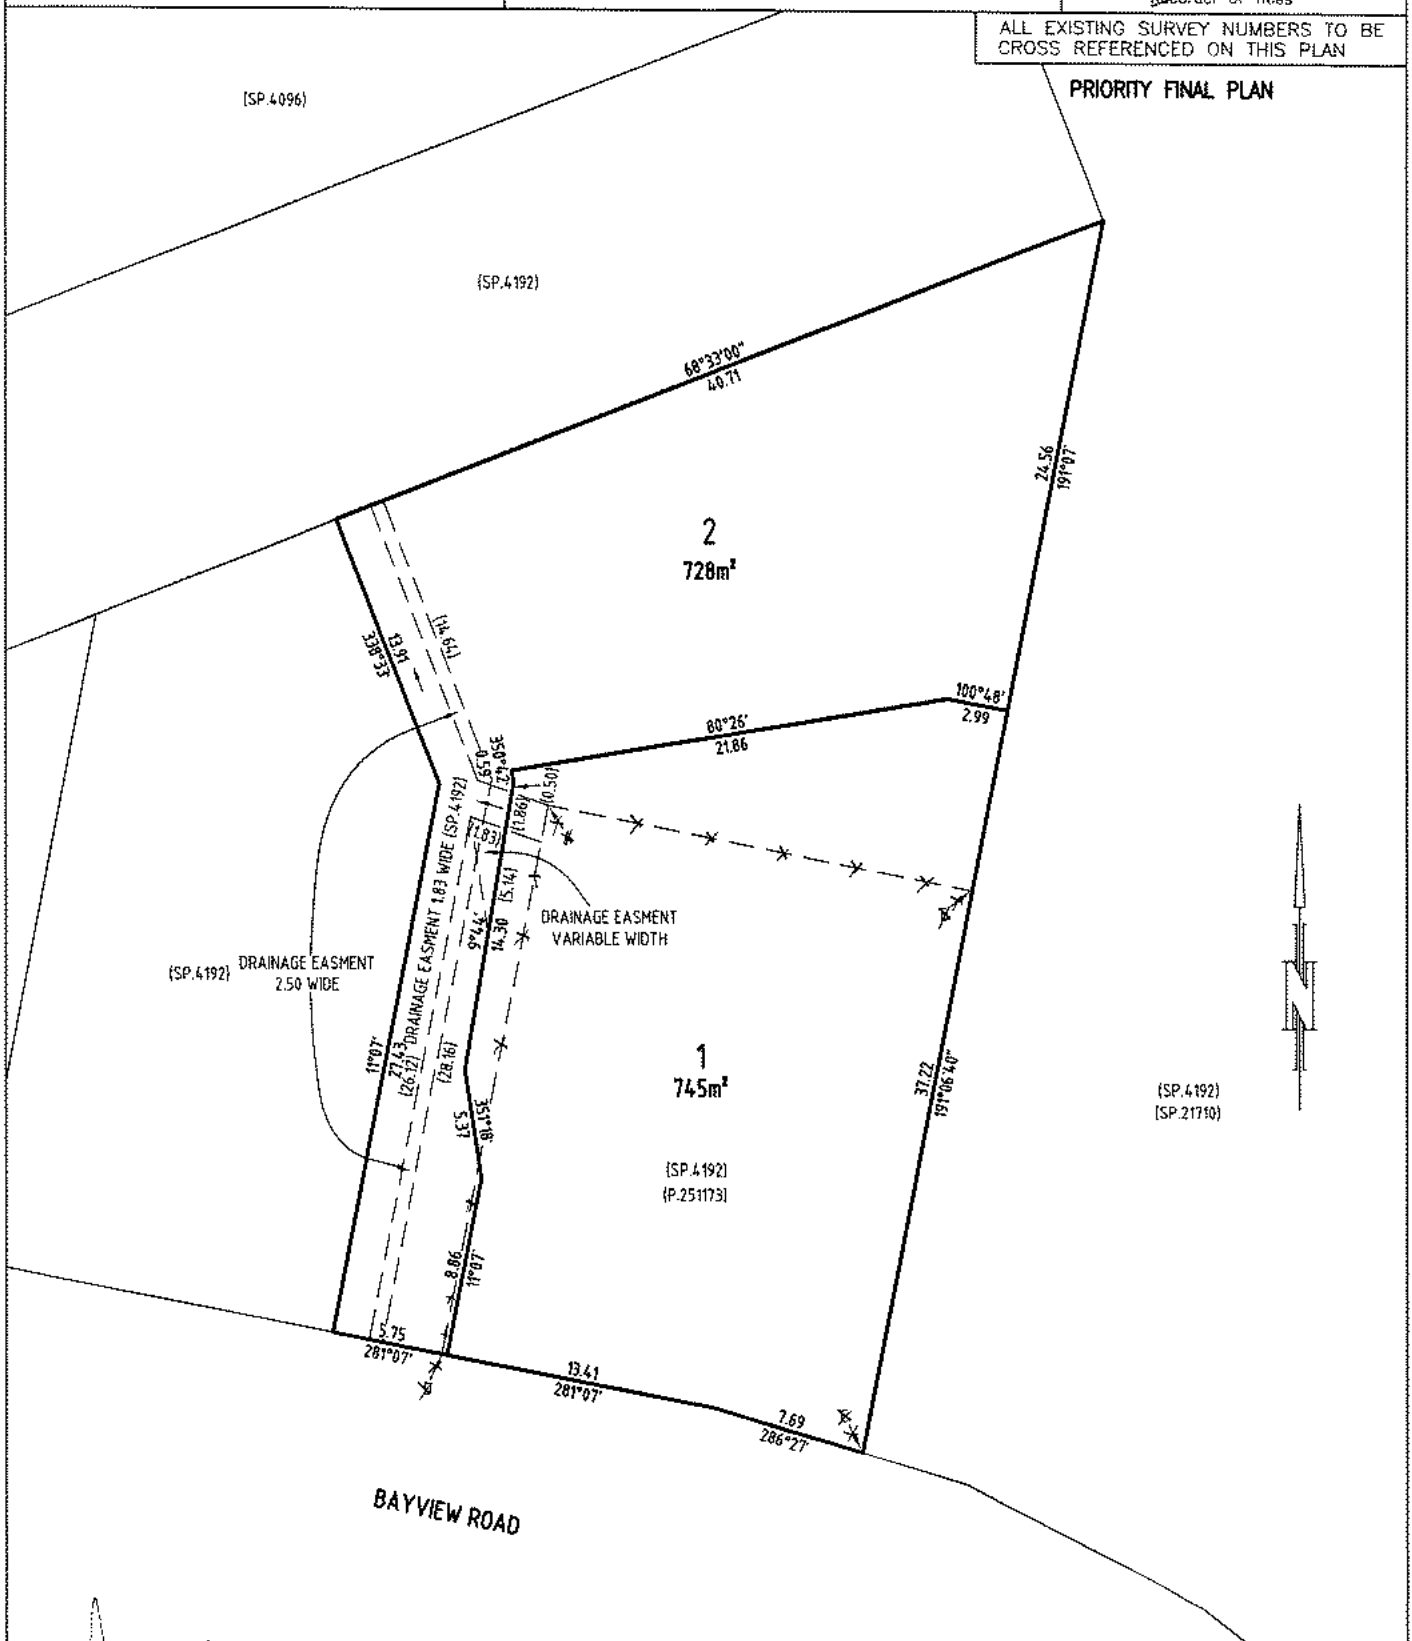 ALL EXISTING SURVEY NUMBERS TO BE
CROSS REFERENCED ON THIS PLAN
PRIORITY FINAL PLAN
(SP.4096)
(SP.4192)
68°33'00"
40.71
24.56
191°07'
2
728m²
338°33'
13.91
(14.64)
100°48'
2.99
80°26'
21.86
350°42'
0.59
(0.50)
(1.86)
(1.83)
(5.14)
9°44'
14.30
DRAINAGE EASMENT
VARIABLE WIDTH
DRAINAGE EASMENT 1.83 WIDE (SP.4192)
(SP.4192)
DRAINAGE EASMENT
2.50 WIDE
11°07'
27.43
(26.12)
(28.16)
1
745m²
37.22
191°06'40"
(SP.4192)
(SP.21710)
351°18'
5.37
(SP.4192)
(P.251173)
8.86
11°07'
5.75
281°07'
13.41
281°07'
7.69
286°27'
BAYVIEW ROAD
N